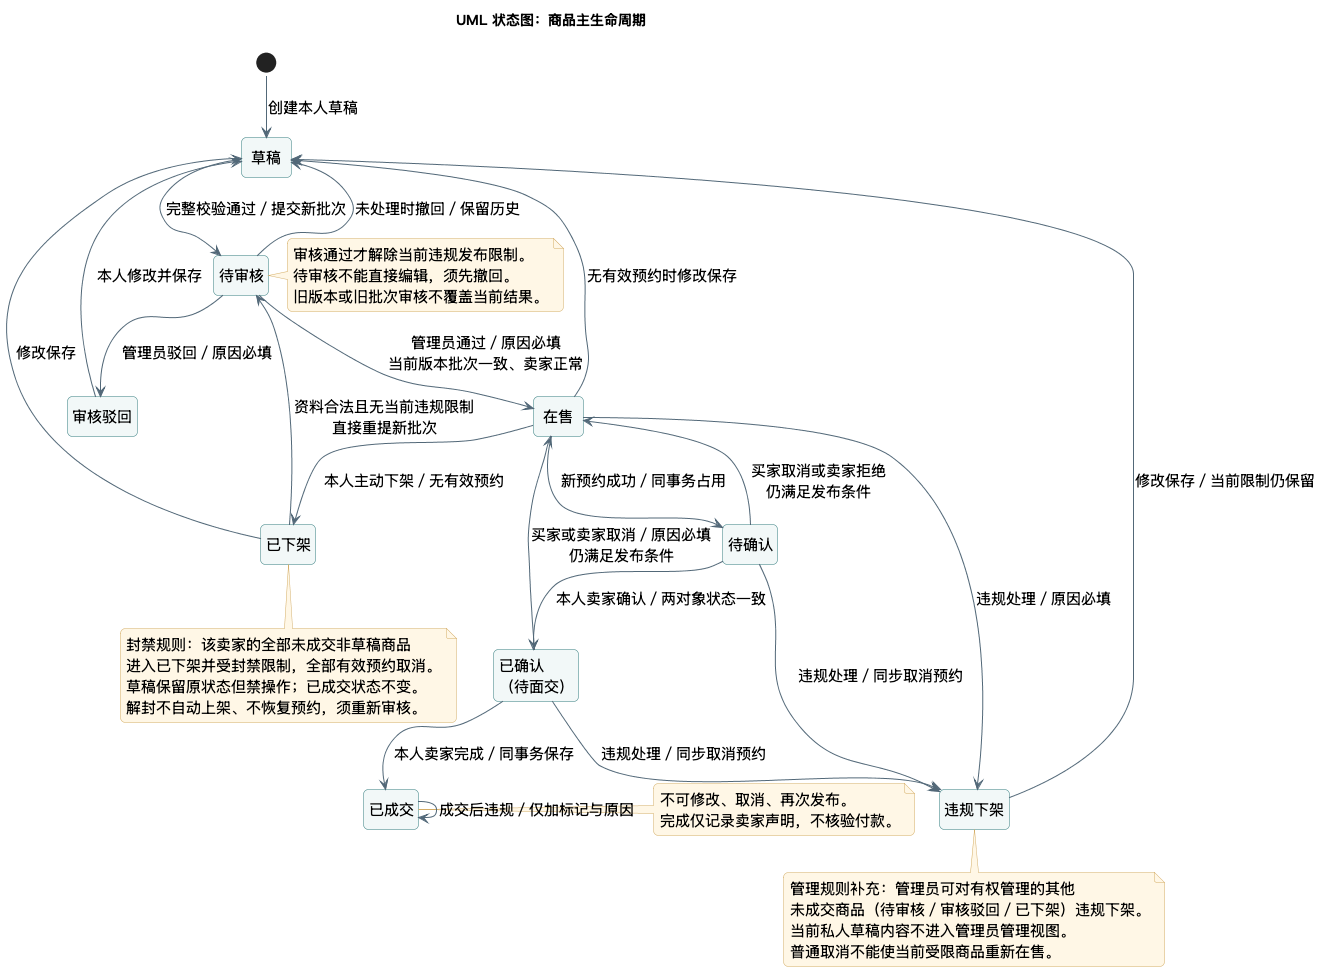 UML 状态图：商品主生命周期
创建本人草稿
草稿
完整校验通过 / 提交新批次
未处理时撤回 / 保留历史
待审核
审核通过才解除当前违规发布限制。
待审核不能直接编辑，须先撤回。
旧版本或旧批次审核不覆盖当前结果。
本人修改并保存
无有效预约时修改保存
修改保存
管理员驳回 / 原因必填
管理员通过 / 原因必填
当前版本批次一致、卖家正常
审核驳回
资料合法且无当前违规限制
直接重提新批次
在售
本人主动下架 / 无有效预约
新预约成功 / 同事务占用
买家取消或卖家拒绝
仍满足发布条件
修改保存 / 当前限制仍保留
已下架
买家或卖家取消 / 原因必填
仍满足发布条件
待确认
本人卖家确认 / 两对象状态一致
违规处理 / 原因必填
封禁规则：该卖家的全部未成交非草稿商品
进入已下架并受封禁限制，全部有效预约取消。
草稿保留原状态但禁操作；已成交状态不变。
解封不自动上架、不恢复预约，须重新审核。
已确认
（待面交）
违规处理 / 同步取消预约
本人卖家完成 / 同事务保存
违规处理 / 同步取消预约
已成交
成交后违规 / 仅加标记与原因
不可修改、取消、再次发布。
完成仅记录卖家声明，不核验付款。
违规下架
管理规则补充：管理员可对有权管理的其他
未成交商品（待审核 / 审核驳回 / 已下架）违规下架。
当前私人草稿内容不进入管理员管理视图。
普通取消不能使当前受限商品重新在售。